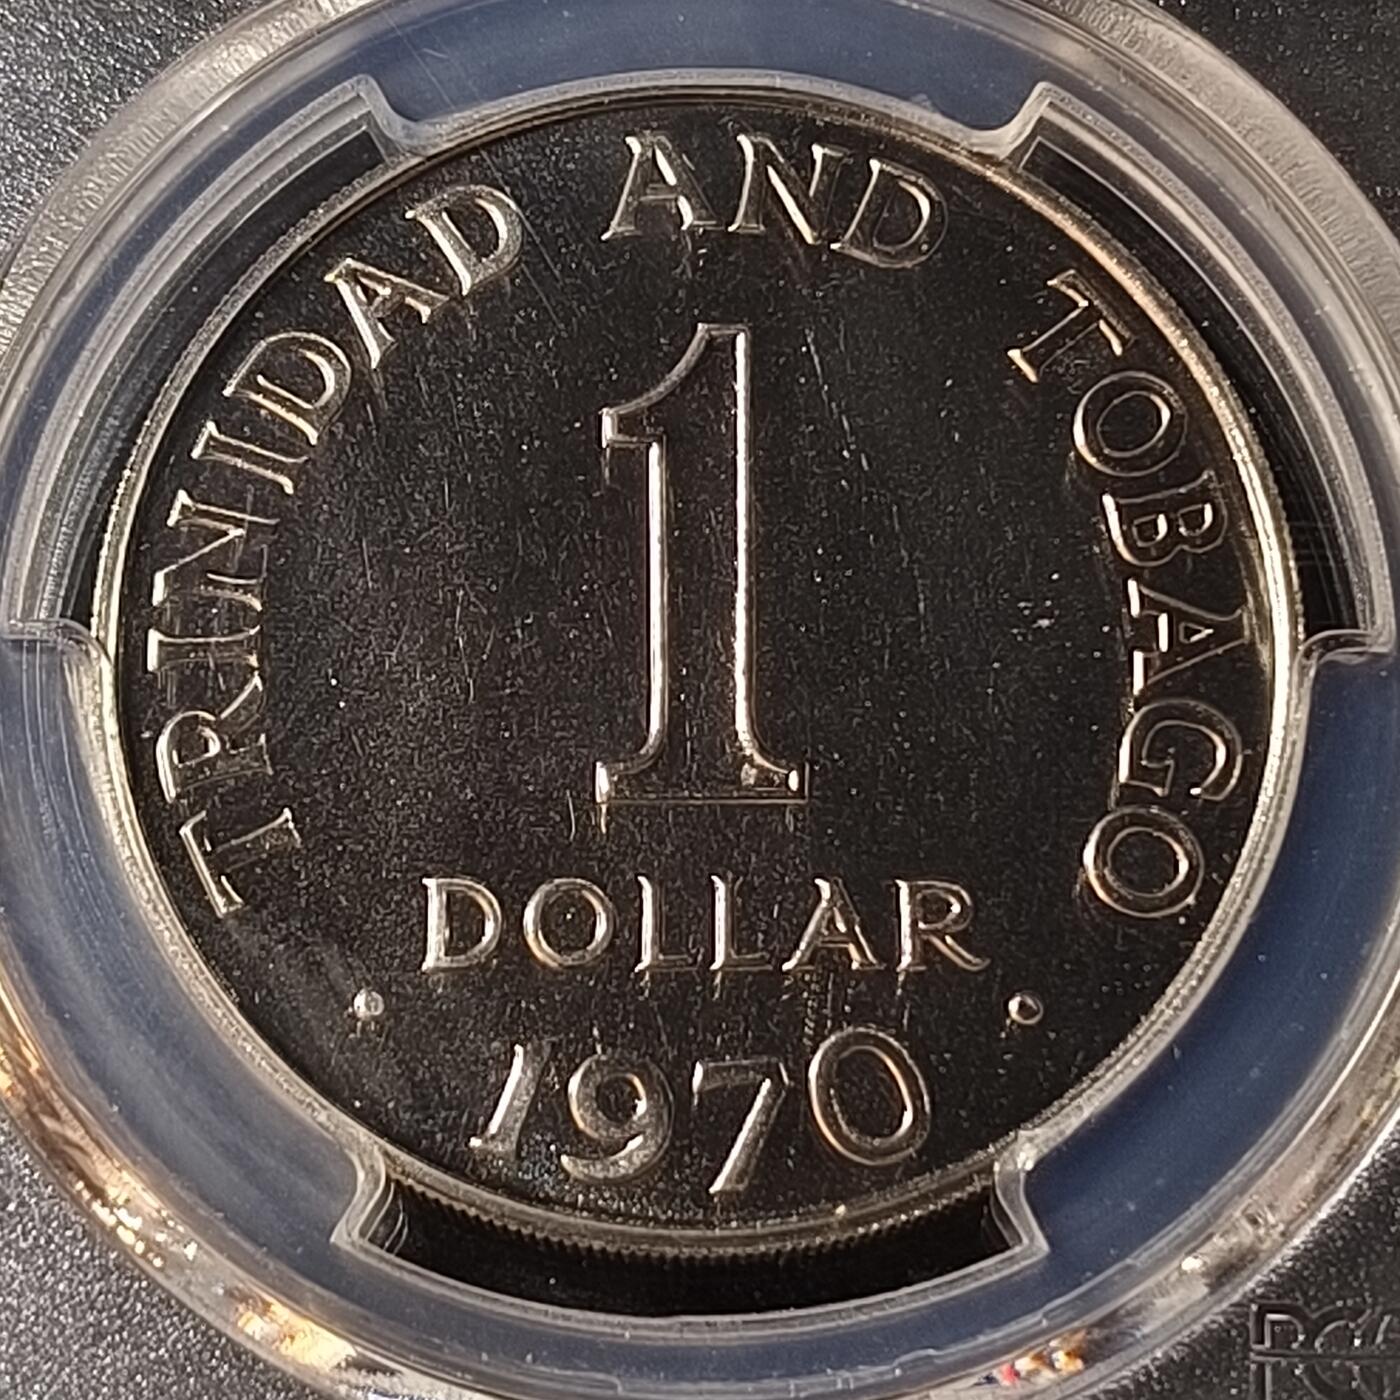 TRINIDAD AND TOBAGO
1
DOLLAR
1970